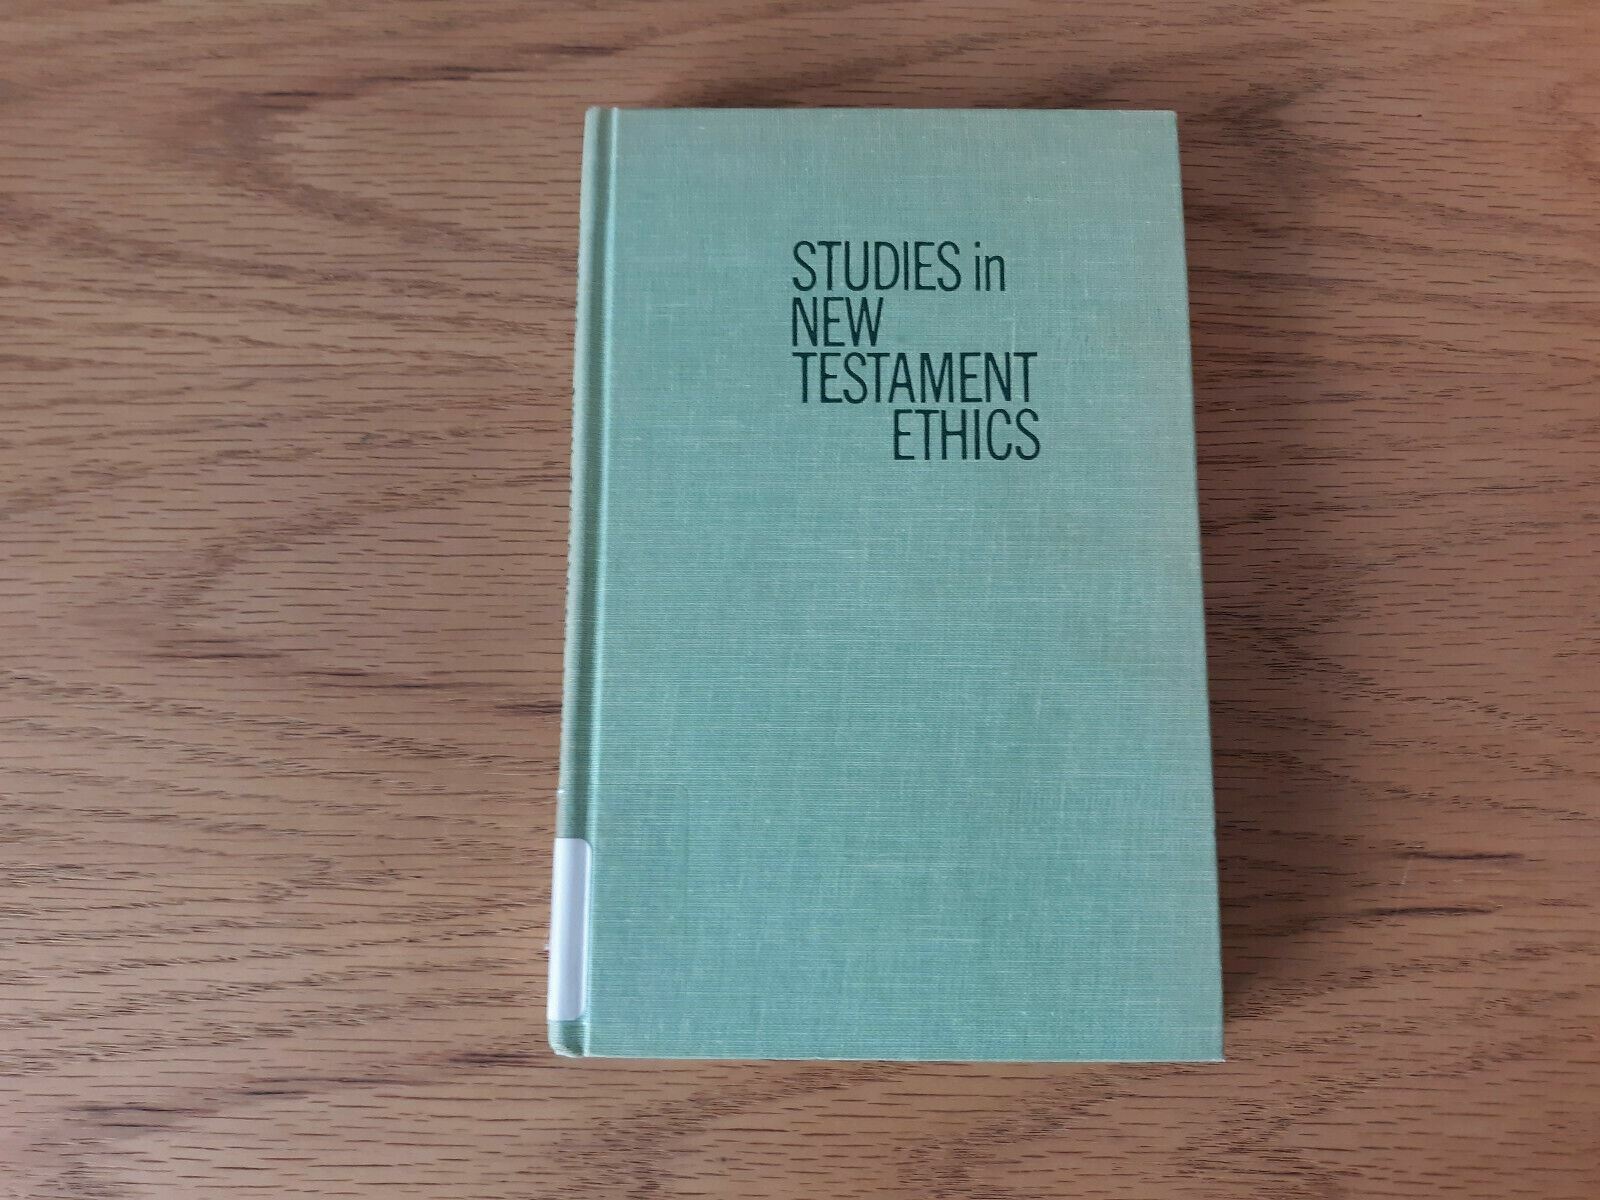 STUDIES in
NEW
TESTAMENT
ETHICS